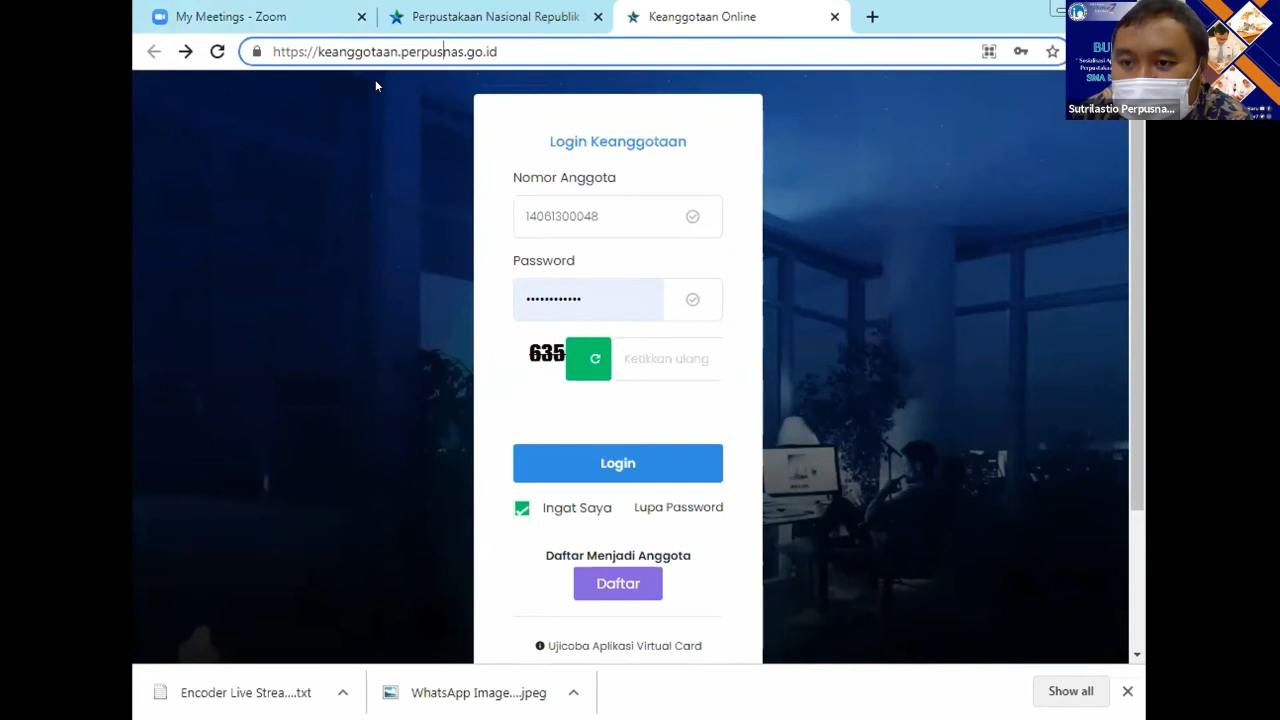 My Meetings - Zoom
Perpustakaan Nasional Republik
Keanggotaan Online
https://keanggotaan.perpusnas.go.id
Sutrilastio Perpusna...
Login Keanggotaan
Nomor Anggota
14061300048
Password
••••••••••••
635
Ketikkan ulang
Login
Ingat Saya
Lupa Password
Daftar Menjadi Anggota
Daftar
Ujicoba Aplikasi Virtual Card
Encoder Live Strea....txt
WhatsApp Image....jpeg
Show all